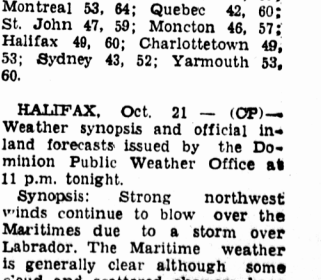 Montreal 53, 64; Quebec 42, 60;
St. John 47, 59; Moncton 46, 57;
Halifax 49, 60; Charlottetown 49,
53; Sydney 43, 52; Yarmouth 53,
60.
HALIFAX, Oct. 21 — (CP)—
Weather synopsis and official in-
land forecasts issued by the Do-
minion Public Weather Office at
11 p.m. tonight.
Synopsis: Strong northwest
winds continue to blow over the
Maritimes due to a storm over
Labrador. The Maritime weather
is generally clear although some
cloud and scattered